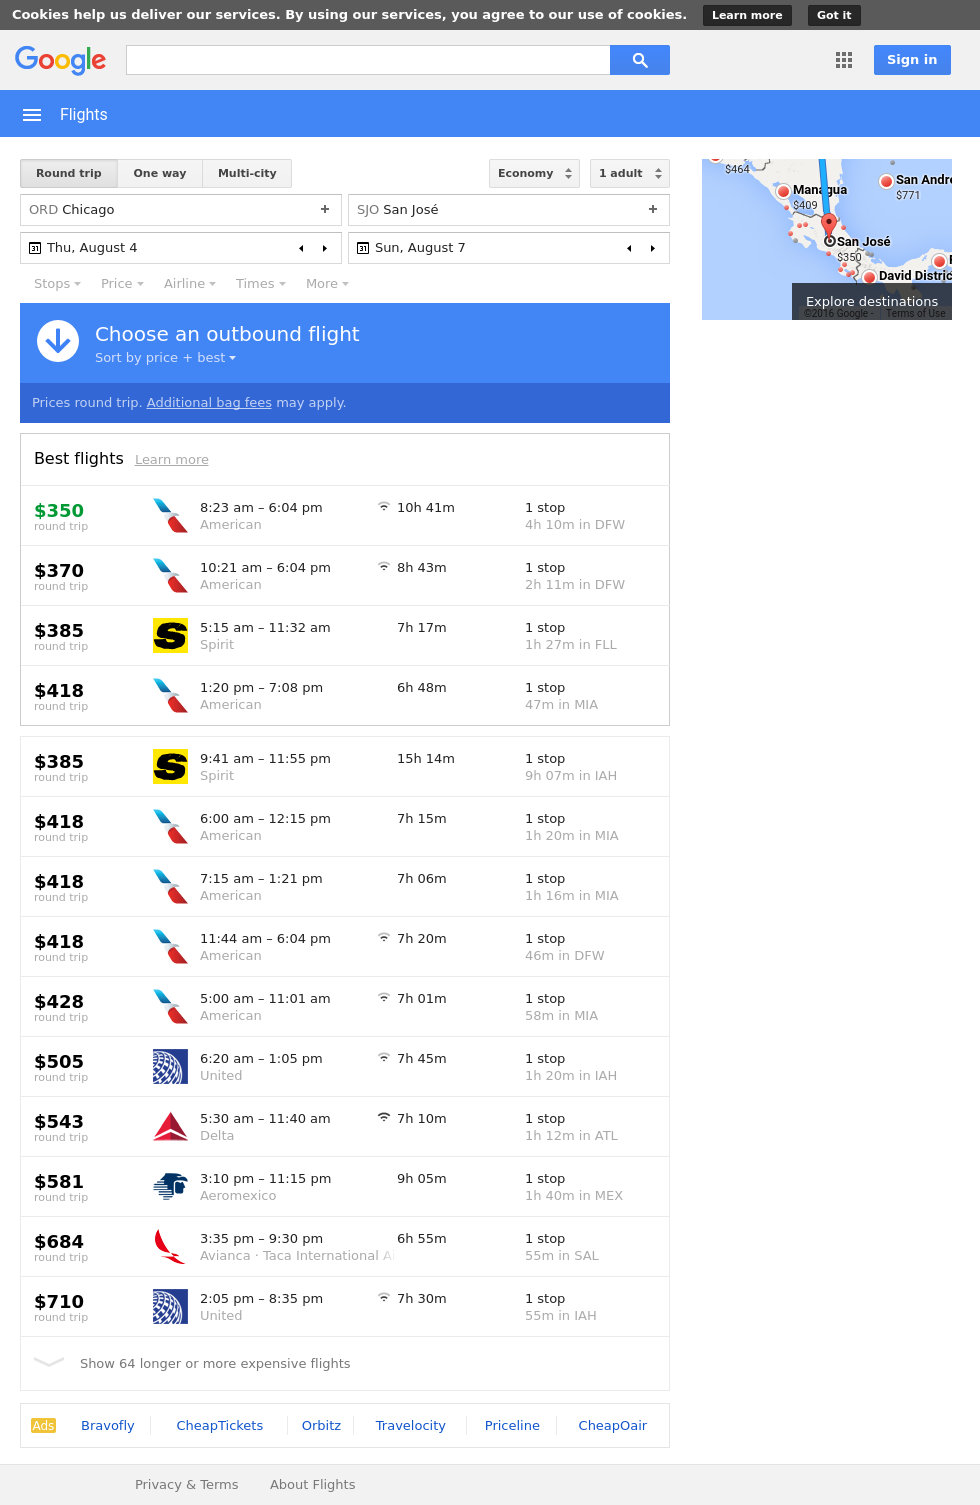 Cookies help us deliver our services. By using our services, you agree to our use of cookies. Learn more Got it
Google Sign in
Flights
Round trip One way Multi-city Economy 1 adult
ORD Chicago + SJO San José +
31 Thu, August 4 31 Sun, August 7
Stops Price Airline Times More
$464
Managua
$409
San Andre
$771
San José
$350
David Distric
Explore destinations
©2016 Google - Terms of Use
Choose an outbound flight
Sort by price + best
Prices round trip. Additional bag fees may apply.
Best flights Learn more
$350 8:23 am – 6:04 pm 10h 41m 1 stop
round trip American 4h 10m in DFW
$370 10:21 am – 6:04 pm 8h 43m 1 stop
round trip American 2h 11m in DFW
$385 5:15 am – 11:32 am 7h 17m 1 stop
round trip Spirit 1h 27m in FLL
$418 1:20 pm – 7:08 pm 6h 48m 1 stop
round trip American 47m in MIA
$385 9:41 am – 11:55 pm 15h 14m 1 stop
round trip Spirit 9h 07m in IAH
$418 6:00 am – 12:15 pm 7h 15m 1 stop
round trip American 1h 20m in MIA
$418 7:15 am – 1:21 pm 7h 06m 1 stop
round trip American 1h 16m in MIA
$418 11:44 am – 6:04 pm 7h 20m 1 stop
round trip American 46m in DFW
$428 5:00 am – 11:01 am 7h 01m 1 stop
round trip American 58m in MIA
$505 6:20 am – 1:05 pm 7h 45m 1 stop
round trip United 1h 20m in IAH
$543 5:30 am – 11:40 am 7h 10m 1 stop
round trip Delta 1h 12m in ATL
$581 3:10 pm – 11:15 pm 9h 05m 1 stop
round trip Aeromexico 1h 40m in MEX
$684 3:35 pm – 9:30 pm 6h 55m 1 stop
round trip Avianca · Taca International A 55m in SAL
$710 2:05 pm – 8:35 pm 7h 30m 1 stop
round trip United 55m in IAH
Show 64 longer or more expensive flights
Ads Bravofly CheapTickets Orbitz Travelocity Priceline CheapOair
Privacy & Terms About Flights